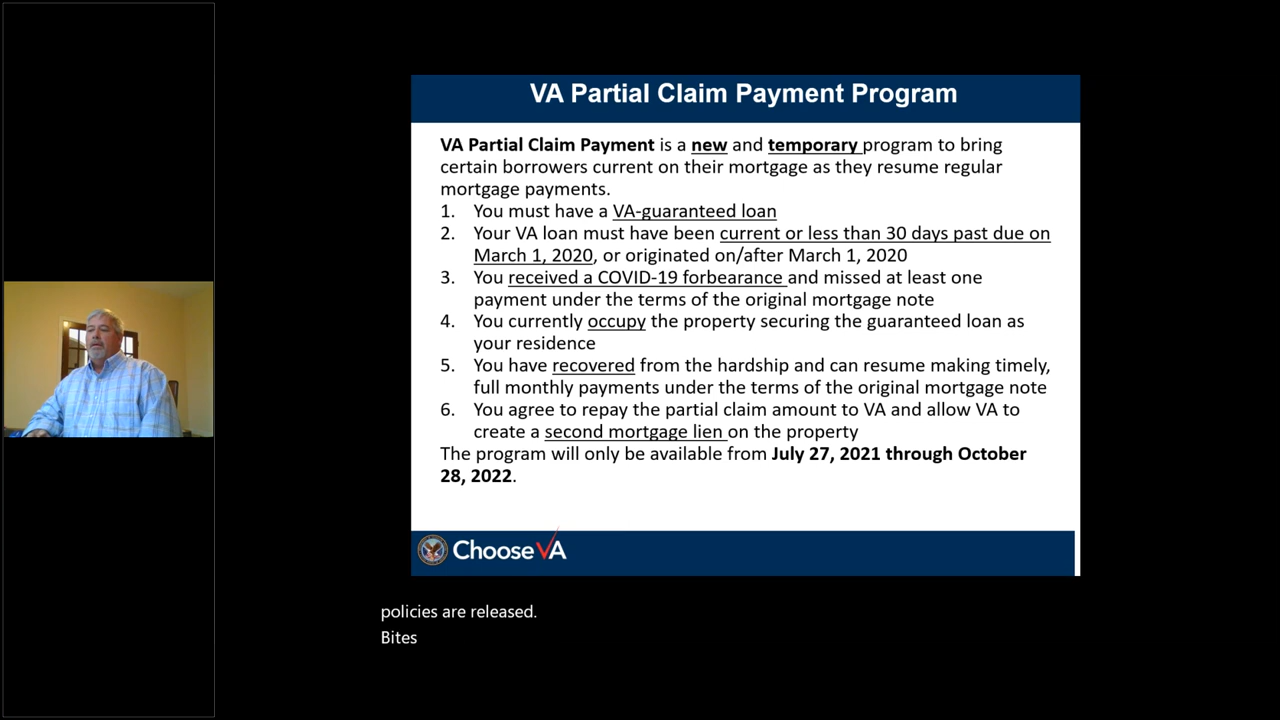 VA Partial Claim Payment Program
VA Partial Claim Payment is a new and temporary program to bring
certain borrowers current on their mortgage as they resume regular
mortgage payments.
1. You must have a VA-guaranteed loan
2. Your VA loan must have been current or less than 30 days past due on
March 1, 2020, or originated on/after March 1, 2020
3. You received a COVID-19 forbearance and missed at least one
payment under the terms of the original mortgage note
4. You currently occupy the property securing the guaranteed loan as
your residence
5. You have recovered from the hardship and can resume making timely,
full monthly payments under the terms of the original mortgage note
6. You agree to repay the partial claim amount to VA and allow VA to
create a second mortgage lien on the property
The program will only be available from July 27, 2021 through October
28, 2022.
Choose VA
policies are released.
Bites